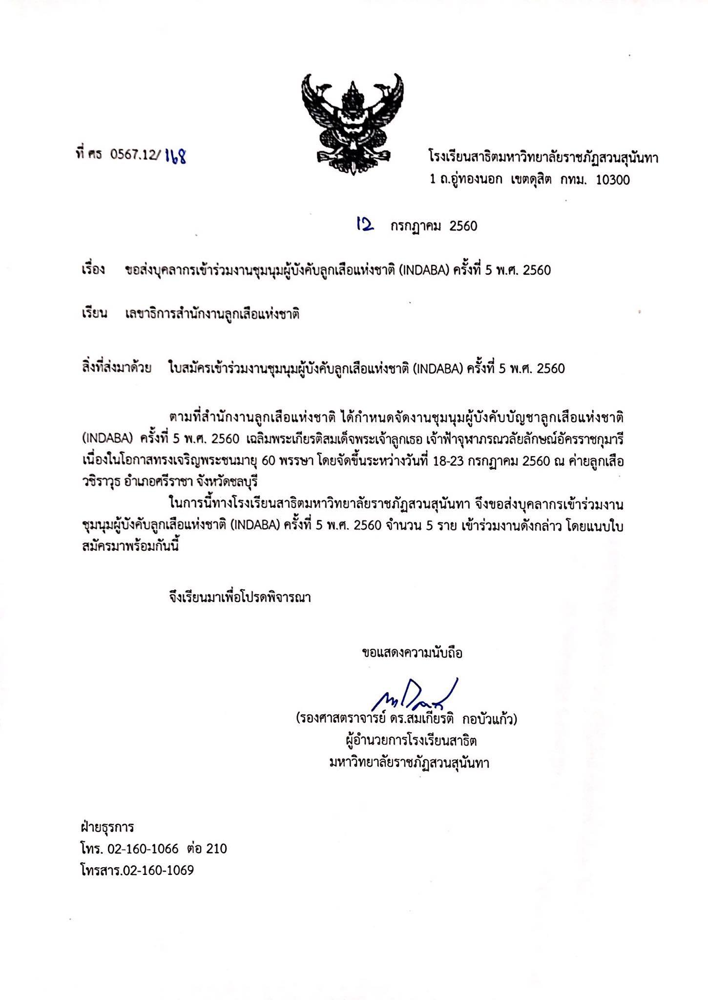 ที่ ศธ 0567.12/168
โรงเรียนสาธิตมหาวิทยาลัยราชภัฏสวนสุนันทา
1 ถ.อู่ทองนอก เขตดุสิต กทม. 10300
12 กรกฏาคม 2560
เรื่อง ขอส่งบุคลากรเข้าร่วมงานชุมนุมผู้บังคับลูกเสือแห่งชาติ (INDABA) ครั้งที่ 5 พ.ศ. 2560
เรียน เลขาธิการสำนักงานลูกเสือแห่งชาติ
สิ่งที่ส่งมาด้วย ใบสมัครเข้าร่วมงานชุมนุมผู้บังคับลูกเสือแห่งชาติ (INDABA) ครั้งที่ 5 พ.ศ. 2560
ตามที่สำนักงานลูกเสือแห่งชาติ ได้กำหนดจัดงานชุมนุมผู้บังคับบัญชาลูกเสือแห่งชาติ
(INDABA) ครั้งที่ 5 พ.ศ. 2560 เฉลิมพระเกียรติสมเด็จพระเจ้าลูกเธอ เจ้าฟ้าจุฬาภรณวลัยลักษณ์อัครราชกุมารี
เนื่องในโอกาสทรงเจริญพระชนมายุ 60 พรรษา โดยจัดขึ้นระหว่างวันที่ 18-23 กรกฏาคม 2560 ณ ค่ายลูกเสือ
วชิราวุธ อำเภอศรีราชา จังหวัดชลบุรี
ในการนี้ทางโรงเรียนสาธิตมหาวิทยาลัยราชภัฏสวนสุนันทา จึงขอส่งบุคลากรเข้าร่วมงาน
ชุมนุมผู้บังคับลูกเสือแห่งชาติ (INDABA) ครั้งที่ 5 พ.ศ. 2560 จำนวน 5 ราย เข้าร่วมงานดังกล่าว โดยแนบใบ
สมัครมาพร้อมกันนี้
จึงเรียนมาเพื่อโปรดพิจารณา
ขอแสดงความนับถือ
(รองศาสตราจารย์ ดร.สมเกียรติ กอบัวแก้ว)
ผู้อำนวยการโรงเรียนสาธิต
มหาวิทยาลัยราชภัฏสวนสุนันทา
ฝ่ายธุรการ
โทร. 02-160-1066 ต่อ 210
โทรสาร.02-160-1069